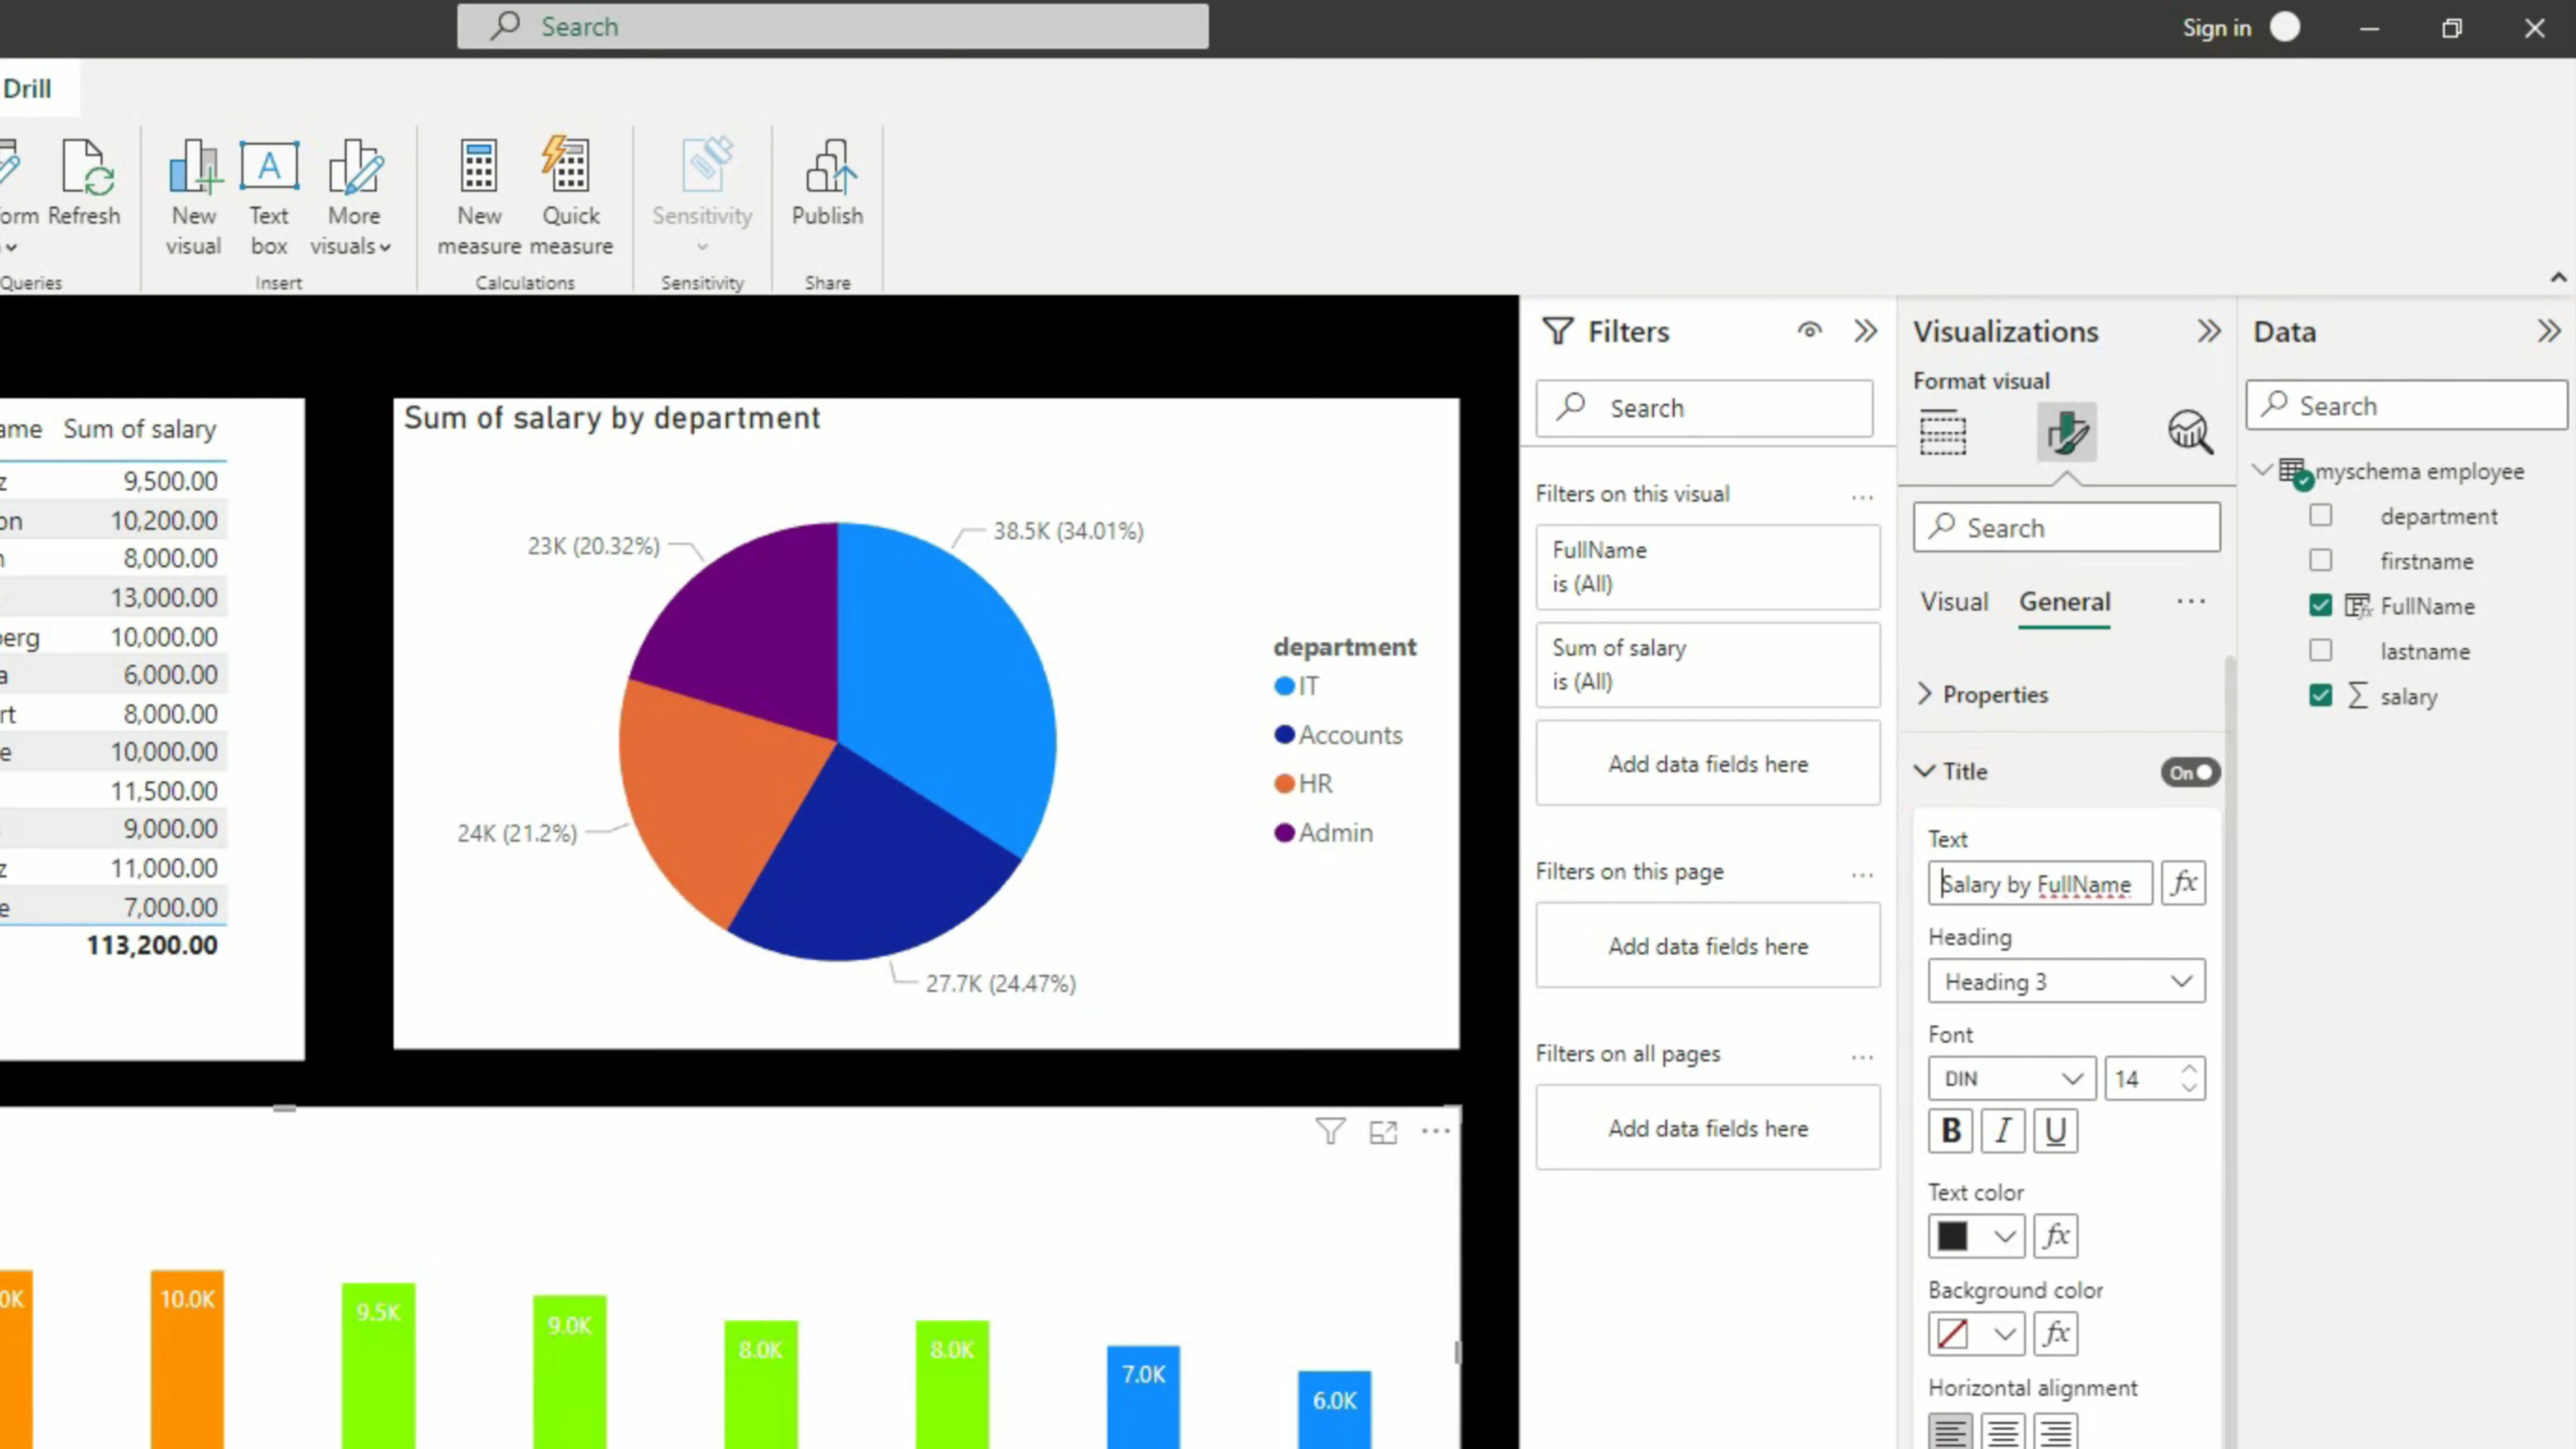 Search
Sign in
Drill
Refresh
New visual
Text box
More visuals
New measure
Quick measure
Sensitivity
Publish
Queries
Insert
Calculations
Sensitivity
Share
Sum of salary
9,500.00
10,200.00
8,000.00
13,000.00
10,000.00
6,000.00
8,000.00
10,000.00
11,500.00
9,000.00
11,000.00
7,000.00
113,200.00
Sum of salary by department
38.5K (34.01%)
23K (20.32%)
24K (21.2%)
27.7K (24.47%)
department
IT
Accounts
HR
Admin
10.0K
9.5K
9.0K
8.0K
8.0K
7.0K
6.0K
Filters
Search
Filters on this visual
FullName
is (All)
Sum of salary
is (All)
Add data fields here
Filters on this page
Add data fields here
Filters on all pages
Add data fields here
Visualizations
Format visual
Search
Visual General
Properties
Title
On
Text
Salary by FullName
fx
Heading
Heading 3
Font
DIN
14
B I U
Text color
fx
Background color
fx
Horizontal alignment
Data
Search
myschema employee
department
firstname
FullName
lastname
salary